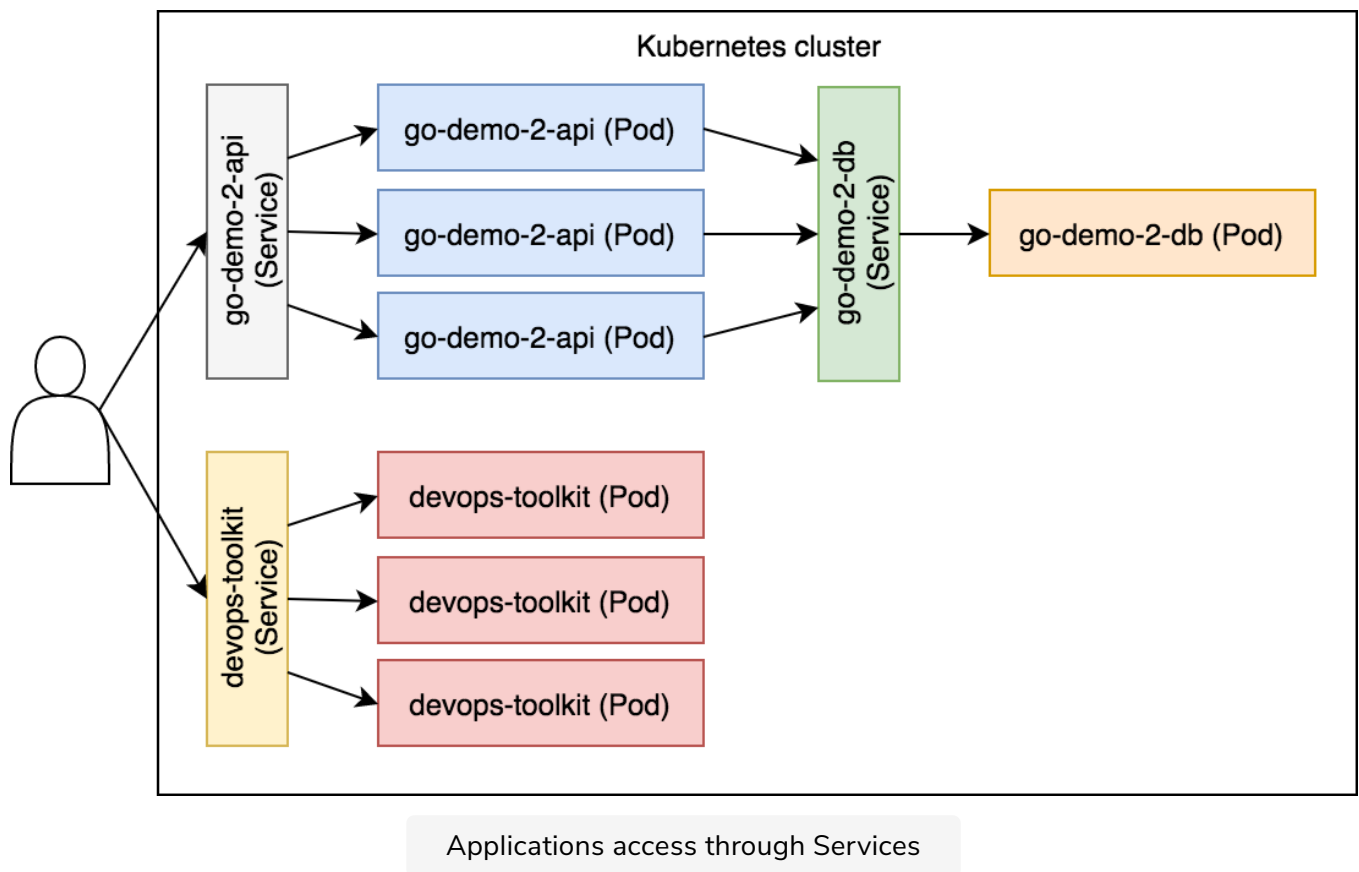 Kubernetes cluster
go-demo-2-api
(Service)
go-demo-2-api (Pod)
go-demo-2-api (Pod)
go-demo-2-api (Pod)
go-demo-2-db
(Service)
go-demo-2-db (Pod)
devops-toolkit
(Service)
devops-toolkit (Pod)
devops-toolkit (Pod)
devops-toolkit (Pod)
Applications access through Services